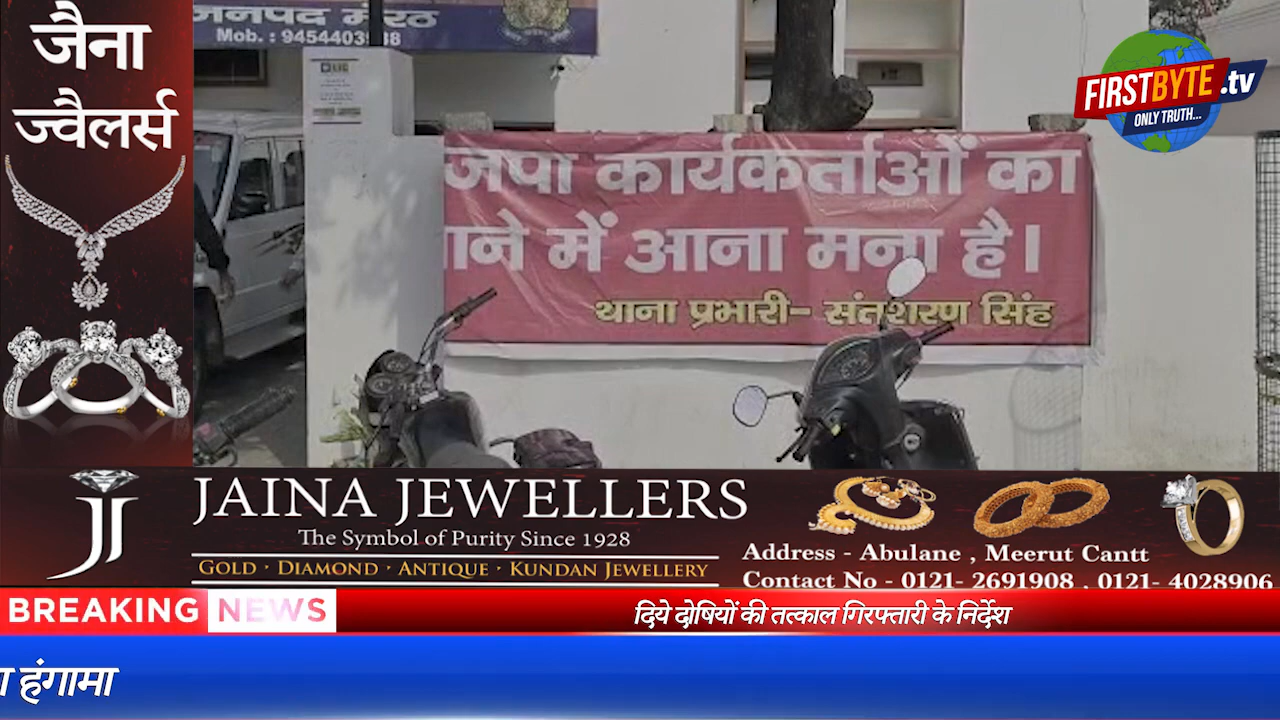 जैना
ज्वैलर्स
जनपद मेरठ
Mob. : 9454403
FIRSTBYTE.tv
ONLY TRUTH...
जपा कार्यकर्ताओं का
ाने में आना मना है।
थाना प्रभारी- संतशरण सिंह
JJ
JAINA JEWELLERS
The Symbol of Purity Since 1928
GOLD · DIAMOND · ANTIQUE · KUNDAN JEWELLERY
Address - Abulane , Meerut Cantt
Contact No - 0121- 2691908 , 0121- 4028906
BREAKING NEWS
दिये दोषियों की तत्काल गिरफ्तारी के निर्देश
हंगामा